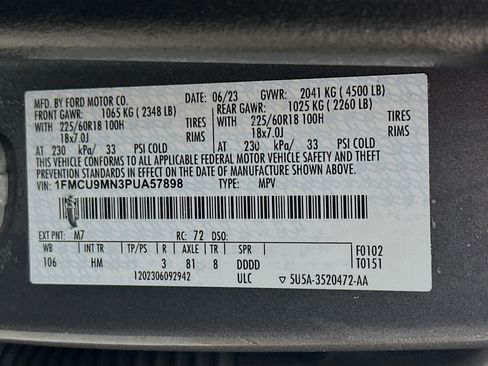 MFD. BY FORD MOTOR CO. 06/23 GVWR: 2041 KG ( 4500 LB)
FRONT GAWR: 1065 KG ( 2348 LB) REAR GAWR: 1025 KG ( 2260 LB)
WITH 225/60R18 100H TIRES WITH 225/60R18 100H TIRES
18x7.0J RIMS 18x7.0J RIMS
AT 230 kPa/ 33 PSI COLD AT 230 kPa/ 33 PSI COLD
THIS VEHICLE CONFORMS TO ALL APPLICABLE FEDERAL MOTOR VEHICLE SAFETY, BUMPER, AND THEFT PREVENTION STANDARDS IN EFFECT ON THE DATE OF MANUFACTURE SHOWN ABOVE.
VIN: 1FMCU9MN3PUA57898 TYPE: MPV
EXT PNT: M7 RC: 72 DSO:
WB INT TR TP/PS R AXLE TR SPR F0102
106 HM 3 81 8 DDDD T0151
1202306092942 ULC 5U5A-3520472-AA